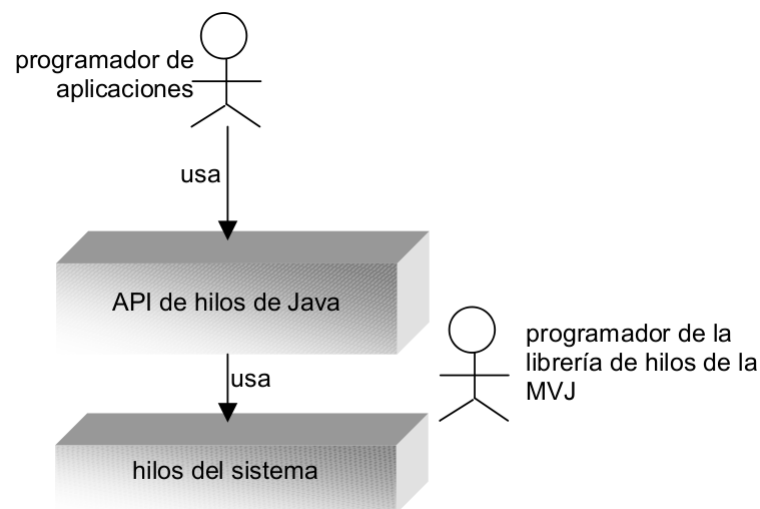 programador de
aplicaciones
usa
API de hilos de Java
programador de la
librería de hilos de la
MVJ
usa
hilos del sistema